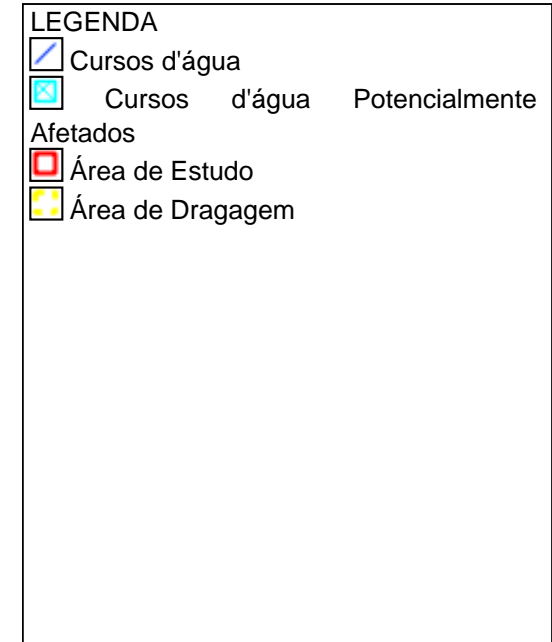 LEGENDA
Cursos d'água
Cursos d'água Potencialmente
Afetados
Área de Estudo
Área de Dragagem